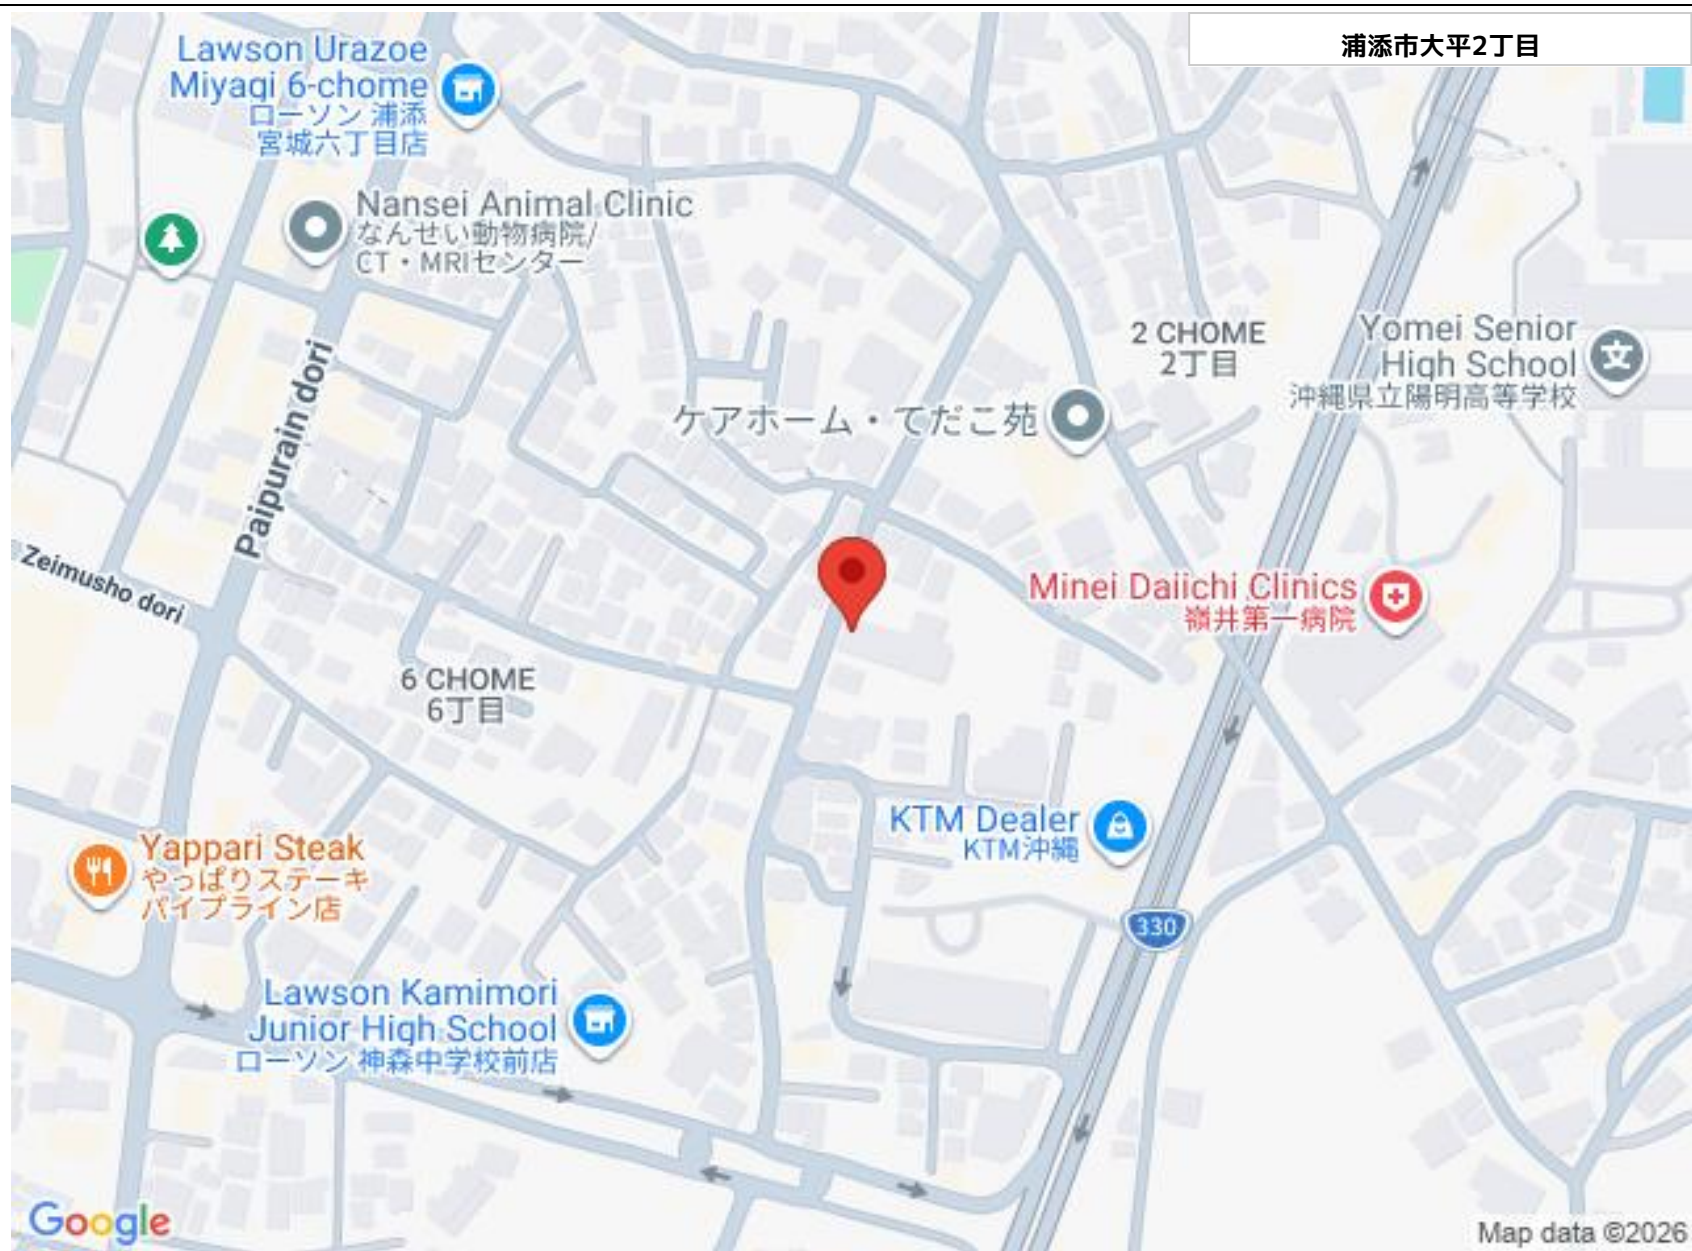 浦添市大平2丁目
Lawson Urazoe
Miyagi 6-chome
ローソン 浦添
宮城六丁目店
Nansei Animal Clinic
なんせい動物病院/
CT・MRIセンター
2 CHOME
2丁目
Yomei Senior
High School
沖縄県立陽明高等学校
ケアホーム・てだこ苑
Paipurain dori
Zeimusho dori
Minei Daiichi Clinics
嶺井第一病院
6 CHOME
6丁目
KTM Dealer
KTM沖縄
Yappari Steak
やっぱりステーキ
パイプライン店
330
Lawson Kamimori
Junior High School
ローソン 神森中学校前店
Google
Map data ©2026